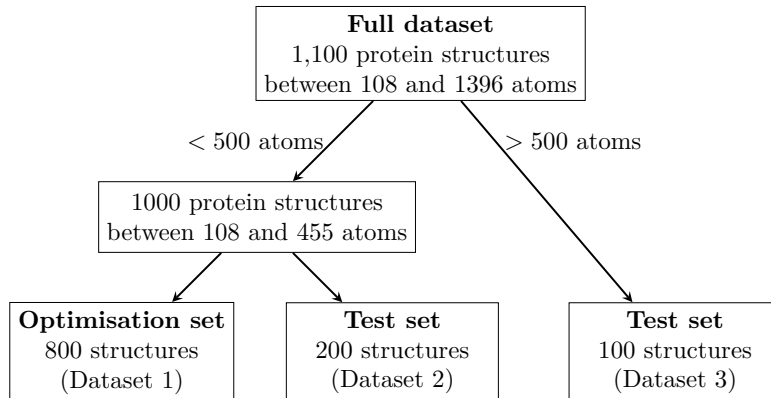 Full dataset
1,100 protein structures
between 108 and 1396 atoms
< 500 atoms
> 500 atoms
1000 protein structures
between 108 and 455 atoms
Optimisation set
800 structures
(Dataset 1)
Test set
200 structures
(Dataset 2)
Test set
100 structures
(Dataset 3)